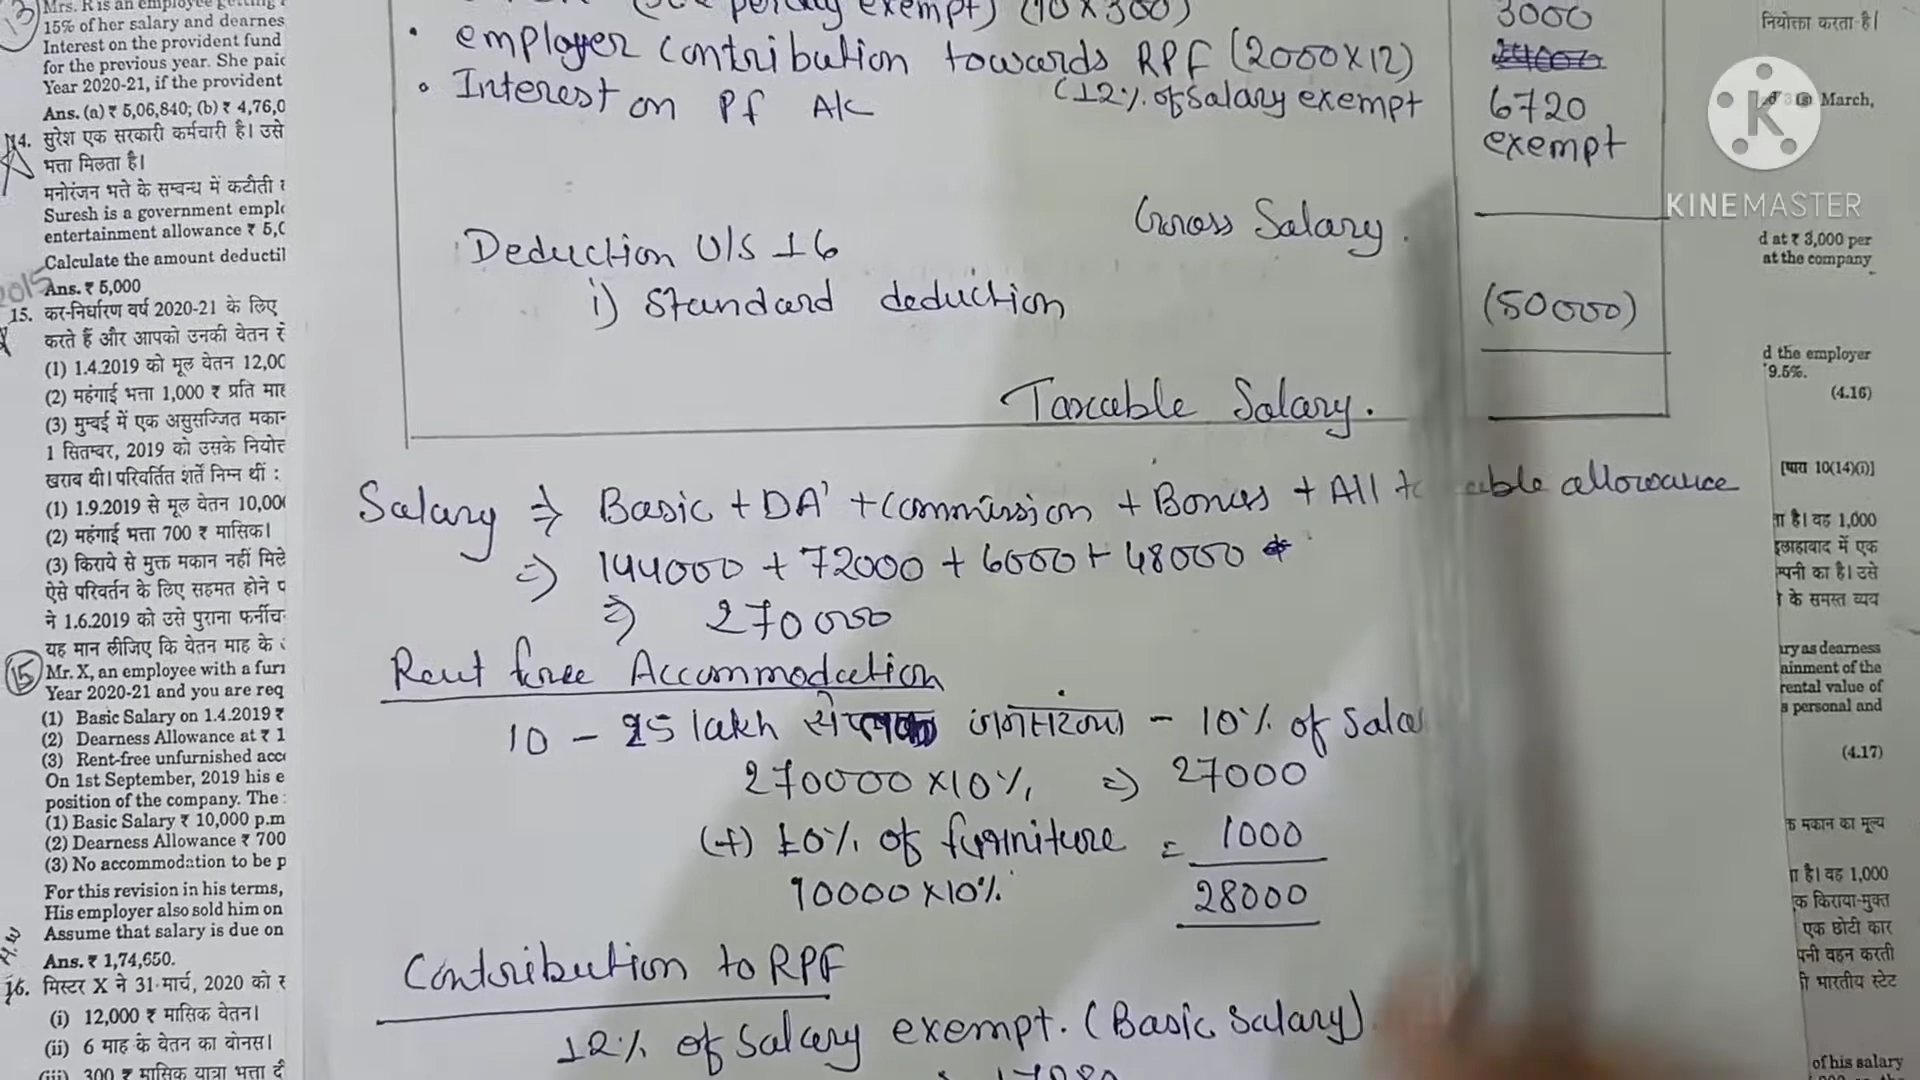 Mrs. R is an employee getting
15% of her salary and dearnes
Interest on the provident fund
for the previous year. She paid
Year 2020-21, if the provident
Ans. (a) ₹ 5,06,840; (b) ₹ 4,76,0
14. सुरेश एक सरकारी कर्मचारी है। उसे
भत्ता मिलता है।
मनोरंजन भत्ते के सम्बन्ध में कटौती
Suresh is a government emplo
entertainment allowance ₹ 5,0
Calculate the amount deductil
2015
Ans. ₹ 5,000
15. कर-निर्धारण वर्ष 2020-21 के लिए
करते हैं और आपको उनकी वेतन से
(1) 1.4.2019 को मूल वेतन 12,00
(2) महंगाई भत्ता 1,000 ₹ प्रति माह
(3) मुम्बई में एक असुसज्जित मकान
1 सितम्बर, 2019 को उसके नियोक्त
खराब थी। परिवर्तित शर्तें निम्न थीं :
(1) 1.9.2019 से मूल वेतन 10,000
(2) महंगाई भत्ता 700 ₹ मासिक।
(3) किराये से मुक्त मकान नहीं मिले
ऐसे परिवर्तन के लिए सहमत होने प
ने 1.6.2019 को उसे पुराना फर्नीच
यह मान लीजिए कि वेतन माह के
15 Mr. X, an employee with a furn
Year 2020-21 and you are req
(1) Basic Salary on 1.4.2019 ₹
(2) Dearness Allowance at ₹ 1
(3) Rent-free unfurnished acco
On 1st September, 2019 his e
position of the company. The
(1) Basic Salary ₹ 10,000 p.m
(2) Dearness Allowance ₹ 700
(3) No accommodation to be p
For this revision in his terms,
His employer also sold him on
Assume that salary is due on
H.W
Ans. ₹ 1,74,650.
16. मिस्टर X ने 31 मार्च, 2020 को
(i) 12,000 ₹ मासिक वेतन।
(ii) 6 माह के वेतन का बोनस।
(iii) 300 ₹ मासिक यात्रा भत्ता
exempt) (10×300) 3000
• employer contribution towards RPF (2000×12)
• Interest on Pf A/c (12% of salary exempt 6720
exempt
Gross Salary.
Deduction U/S 16
i) Standard deduction (50000)
Taxable Salary.
Salary ⇒ Basic + DA + Commission + Bonus + All able allowance
⇒ 144000 + 72000 + 6000 + 48000
⇒ 270000
Rent free Accommodation
10 - 25 lakh से जनसंख्या - 10% of Sala
270000×10% ⇒ 27000
(+) 10% of furniture = 1000
10000×10% 28000
Contribution to RPF
12% of Salary exempt. (Basic Salary)
K
KINEMASTER
नियोक्ता करता है।
March,
d at ₹ 3,000 per
at the company
d the employer
9.5%.
(4.16)
[धारा 10(14)(i)]
ता है। वह 1,000
इलाहाबाद में एक
म्पनी का है। उसे
के समस्त व्यय
ry as dearness
ainment of the
rental value of
s personal and
(4.17)
मकान का मूल्य
है। वह 1,000
क किराया-मुक्त
एक छोटी कार
पनी वहन करती
भारतीय स्टेट
of his salary